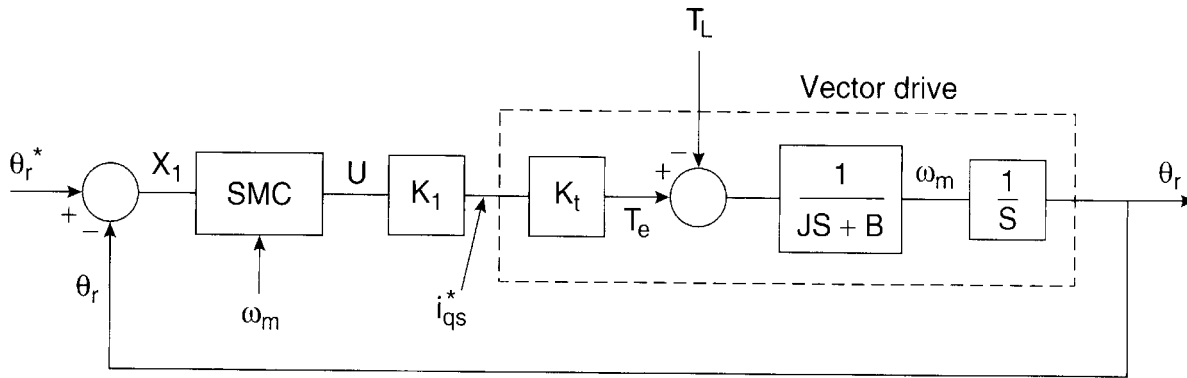 T_L
Vector drive
θ_r*
+
−
X_1
SMC
U
K_1
K_t
T_e
+
−
1
JS + B
ω_m
1
S
θ_r
θ_r
ω_m
i_qs*